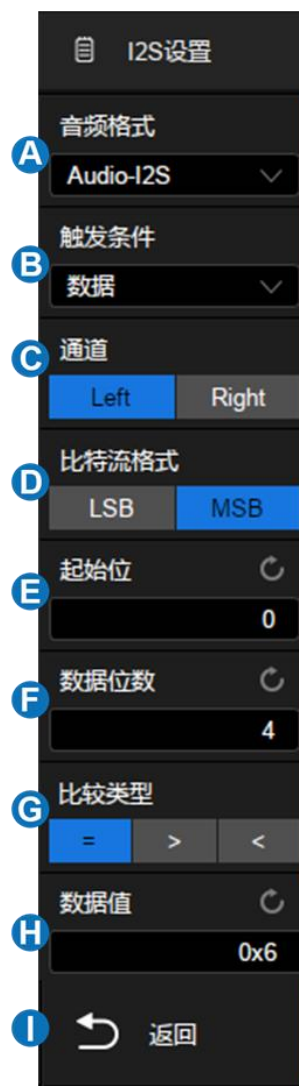 I2S设置
A
音频格式
Audio-I2S
B
触发条件
数据
C
通道
Left Right
D
比特流格式
LSB MSB
E
起始位
0
F
数据位数
4
G
比较类型
= > <
H
数据值
0x6
I
返回